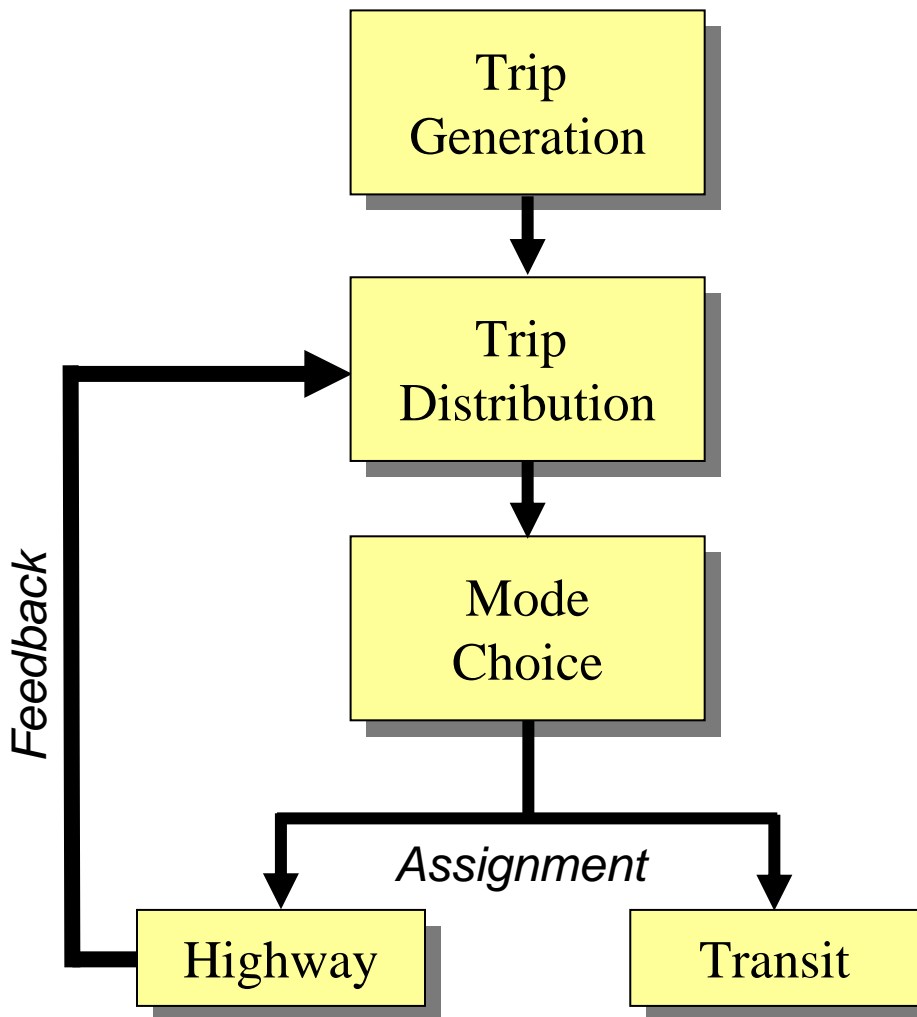 Trip
Generation
Trip
Distribution
Mode
Choice
Feedback
Assignment
Highway
Transit